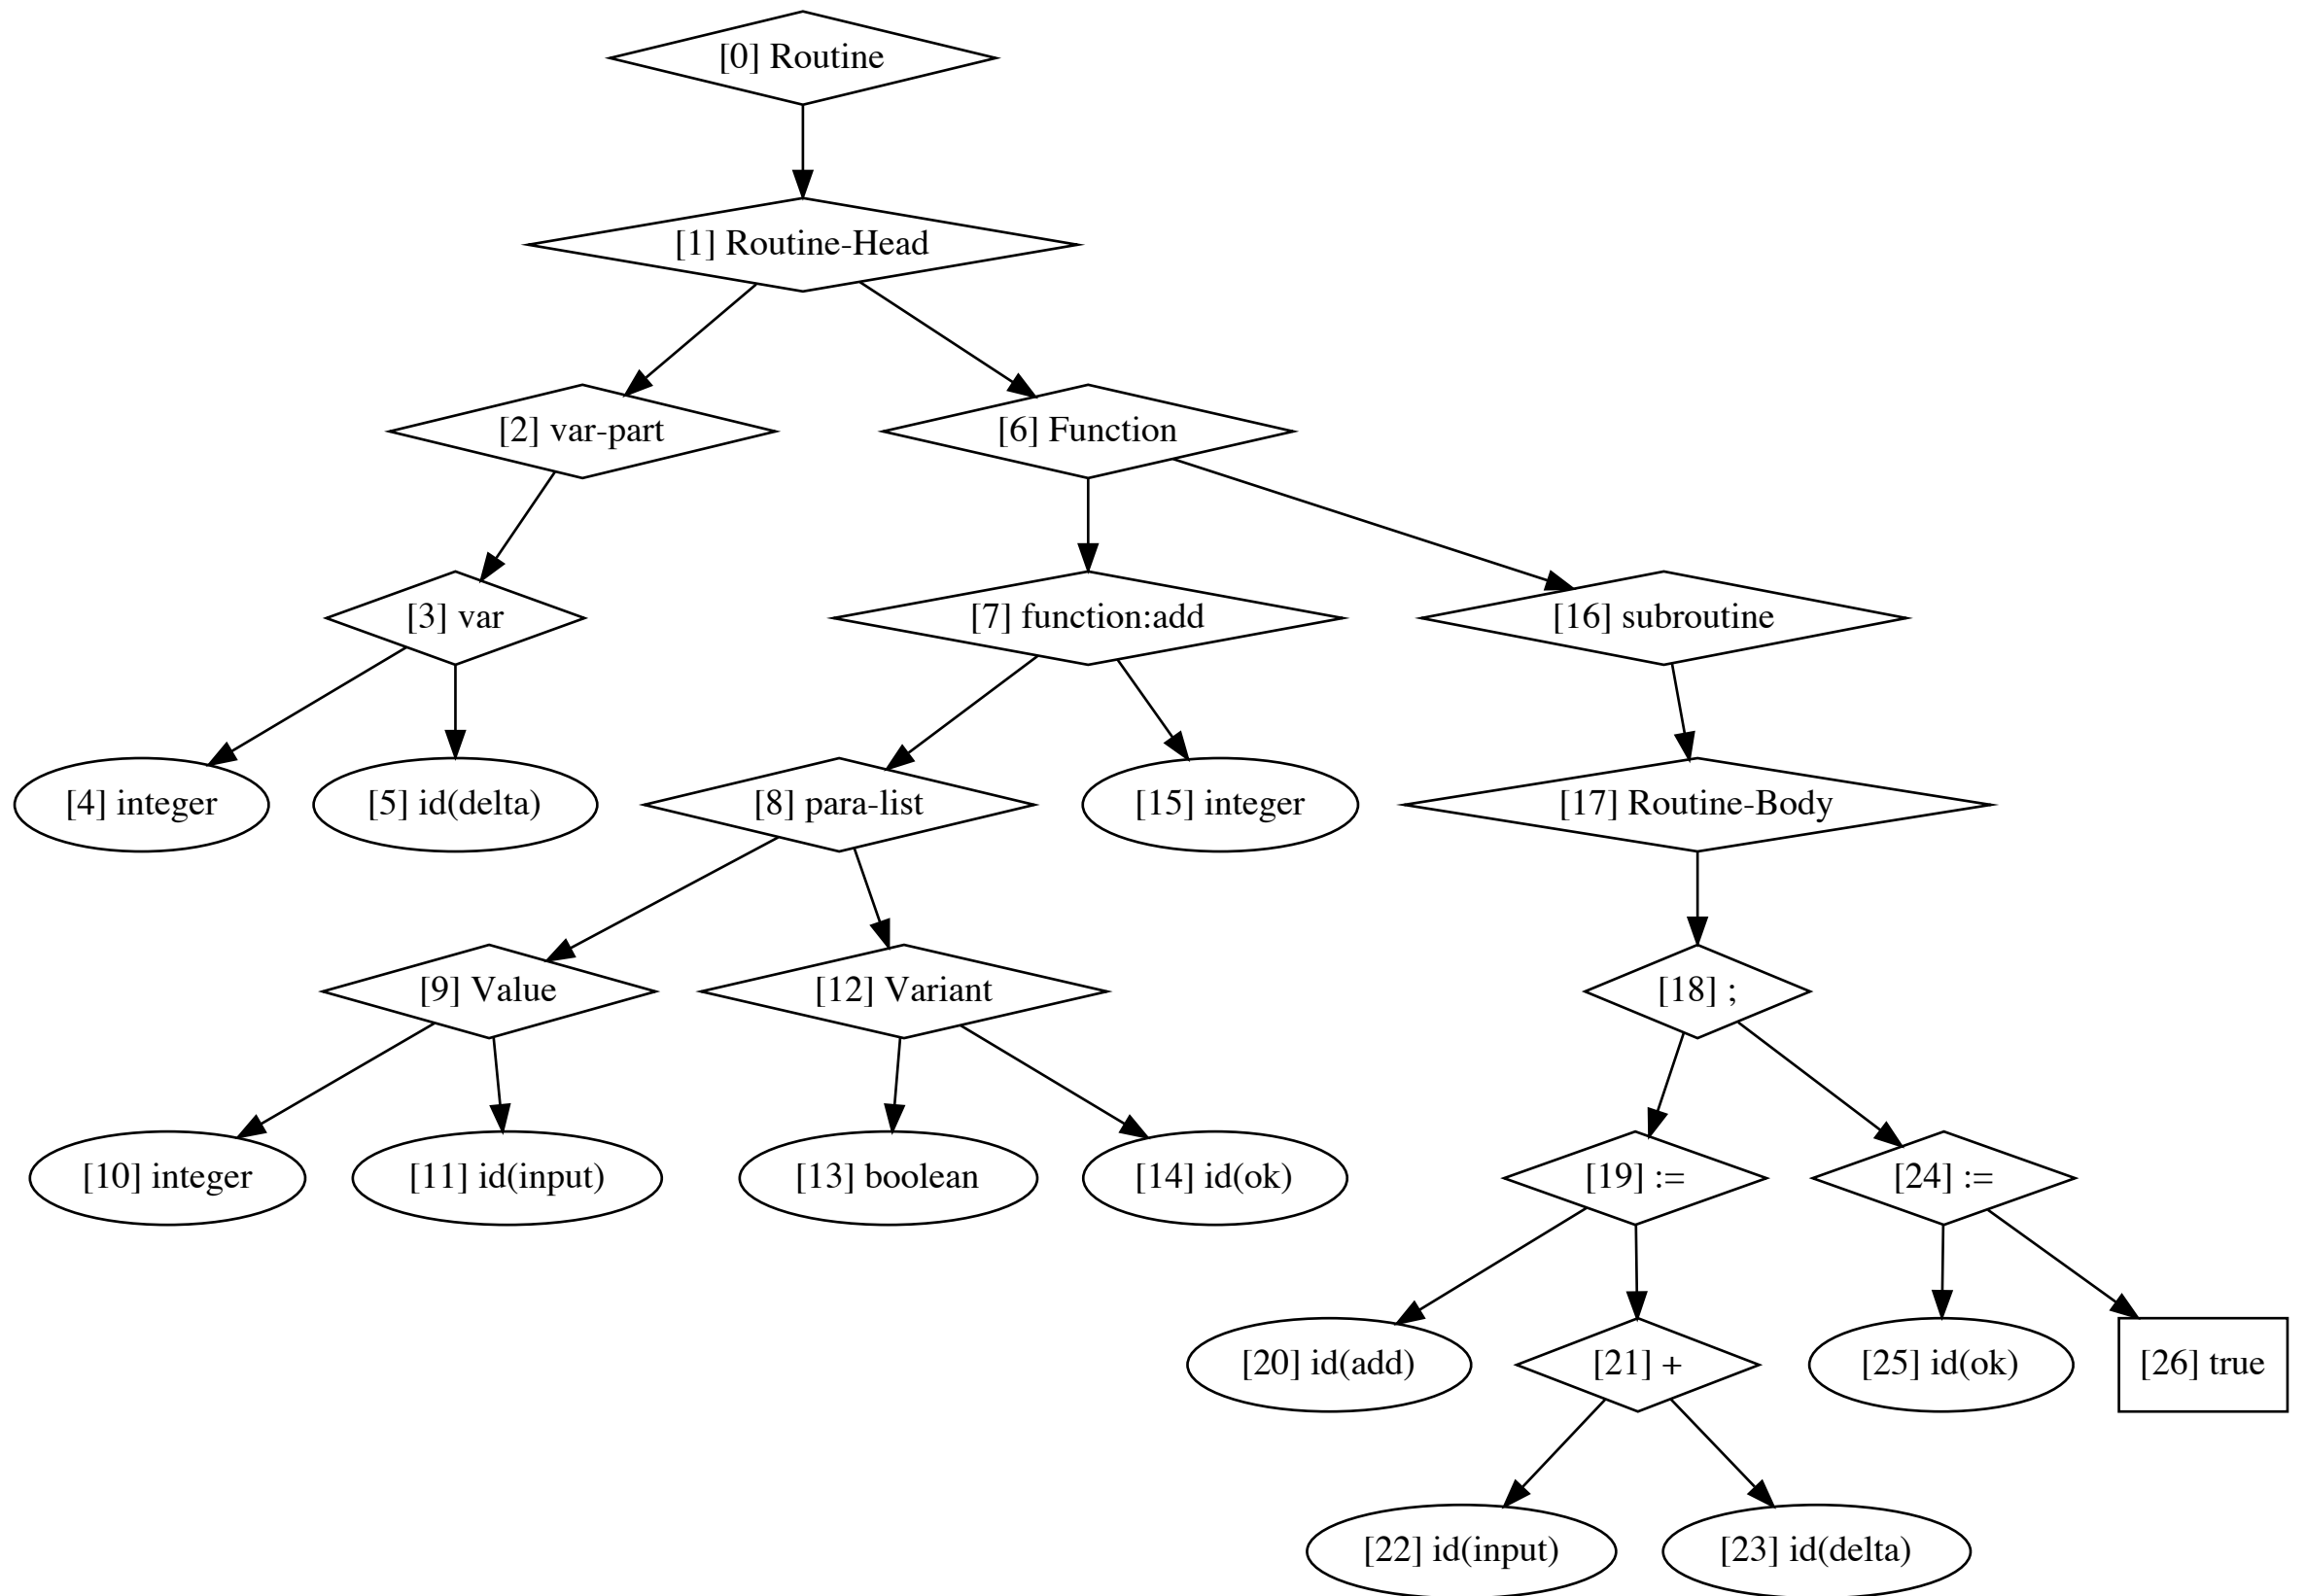 [0] Routine
[1] Routine-Head
[2] var-part
[6] Function
[3] var
[7] function:add
[16] subroutine
[4] integer
[5] id(delta)
[8] para-list
[15] integer
[17] Routine-Body
[9] Value
[12] Variant
[18] ;
[10] integer
[11] id(input)
[13] boolean
[14] id(ok)
[19] :=
[24] :=
[20] id(add)
[21] +
[25] id(ok)
[26] true
[22] id(input)
[23] id(delta)